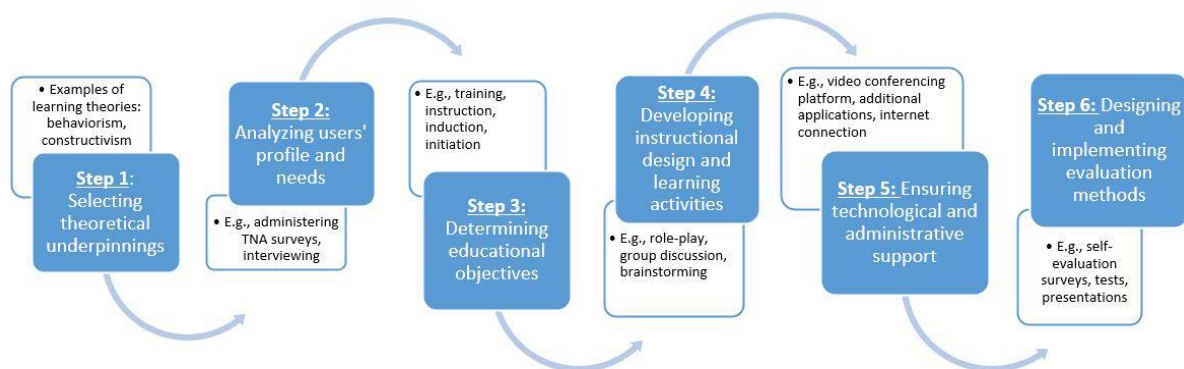 • Examples of
learning theories:
behaviorism,
constructivism
Step 1:
Selecting
theoretical
underpinnings
Step 2:
Analyzing users'
profile and
needs
• E.g., administering
TNA surveys,
interviewing
• E.g., training,
instruction,
induction,
initiation
Step 3:
Determining
educational
objectives
Step 4:
Developing
instructional
design and
learning
activities
• E.g., role-play,
group discussion,
brainstorming
• E.g., video conferencing
platform, additional
applications, internet
connection
Step 5: Ensuring
technological and
administrative
support
Step 6: Designing
and
implementing
evaluation
methods
• E.g., self-
evaluation
surveys, tests,
presentations